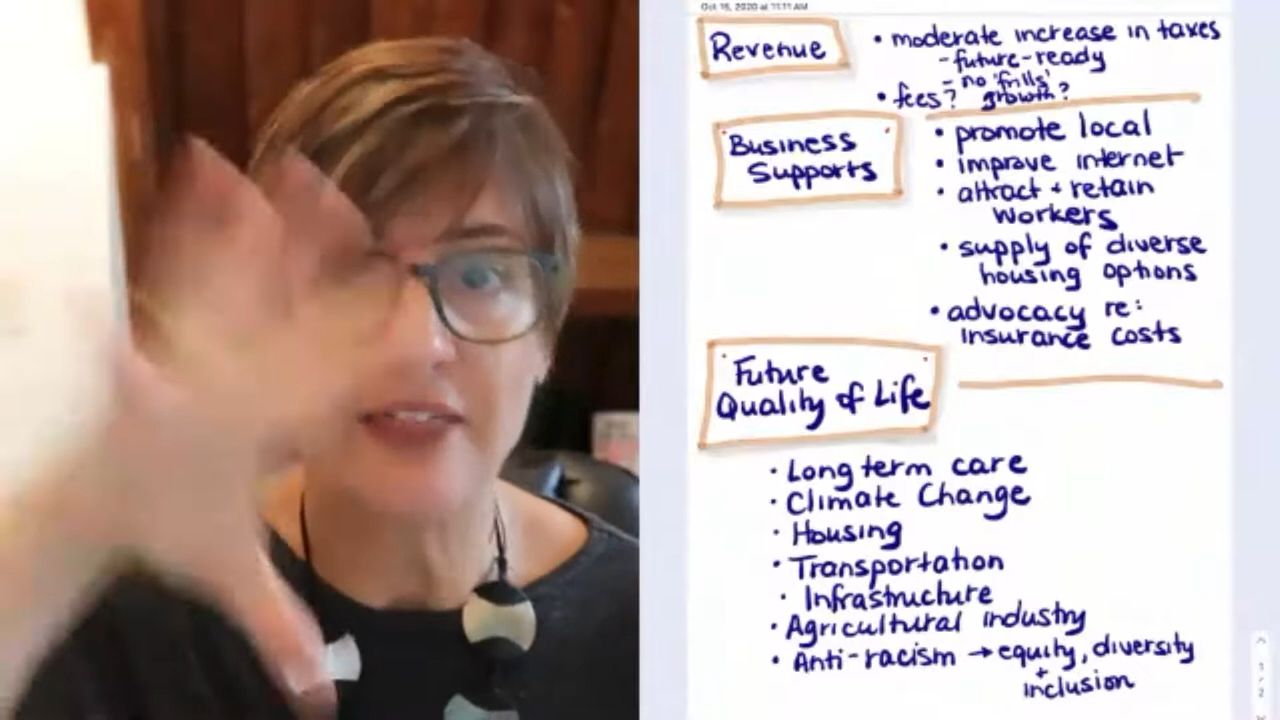 Oct 15, 2020 at 11:11 AM
Revenue
• moderate increase in taxes
- future-ready
- no 'frills'
• fees? growth?
Business
Supports
• promote local
• improve internet
• attract + retain
workers
• supply of diverse
housing options
• advocacy re:
insurance costs
Future
Quality of Life
• Long term care
• Climate Change
• Housing
• Transportation
• Infrastructure
• Agricultural industry
• Anti-racism → equity, diversity
+
inclusion
1 / 2